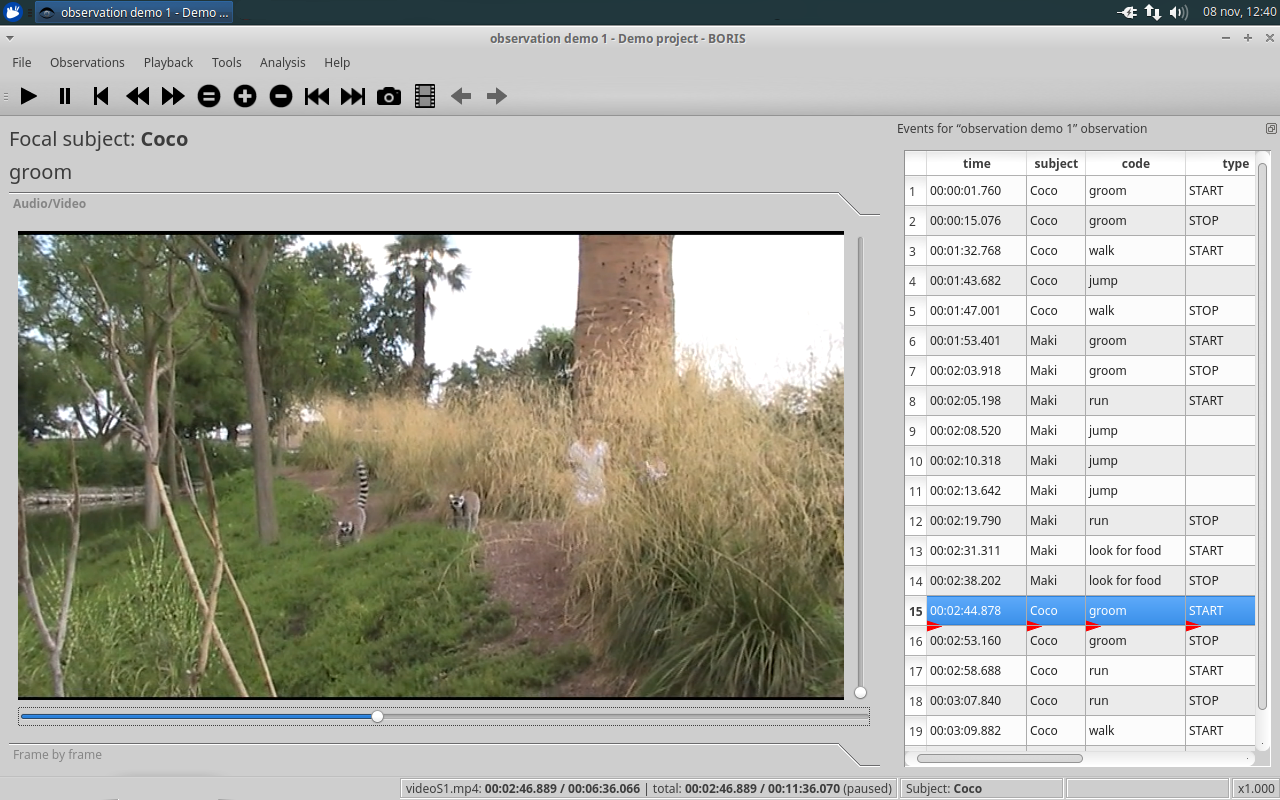 observation demo 1 - Demo ...
08 nov, 12:40
observation demo 1 - Demo project - BORIS
File Observations Playback Tools Analysis Help
Focal subject: Coco
groom
Audio/Video
Events for “observation demo 1” observation
time subject code type
1 00:00:01.760 Coco groom START
2 00:00:15.076 Coco groom STOP
3 00:01:32.768 Coco walk START
4 00:01:43.682 Coco jump
5 00:01:47.001 Coco walk STOP
6 00:01:53.401 Maki groom START
7 00:02:03.918 Maki groom STOP
8 00:02:05.198 Maki run START
9 00:02:08.520 Maki jump
10 00:02:10.318 Maki jump
11 00:02:13.642 Maki jump
12 00:02:19.790 Maki run STOP
13 00:02:31.311 Maki look for food START
14 00:02:38.202 Maki look for food STOP
15 00:02:44.878 Coco groom START
16 00:02:53.160 Coco groom STOP
17 00:02:58.688 Coco run START
18 00:03:07.840 Coco run STOP
19 00:03:09.882 Coco walk START
Frame by frame
videoS1.mp4: 00:02:46.889 / 00:06:36.066 | total: 00:02:46.889 / 00:11:36.070 (paused)
Subject: Coco
x1.000